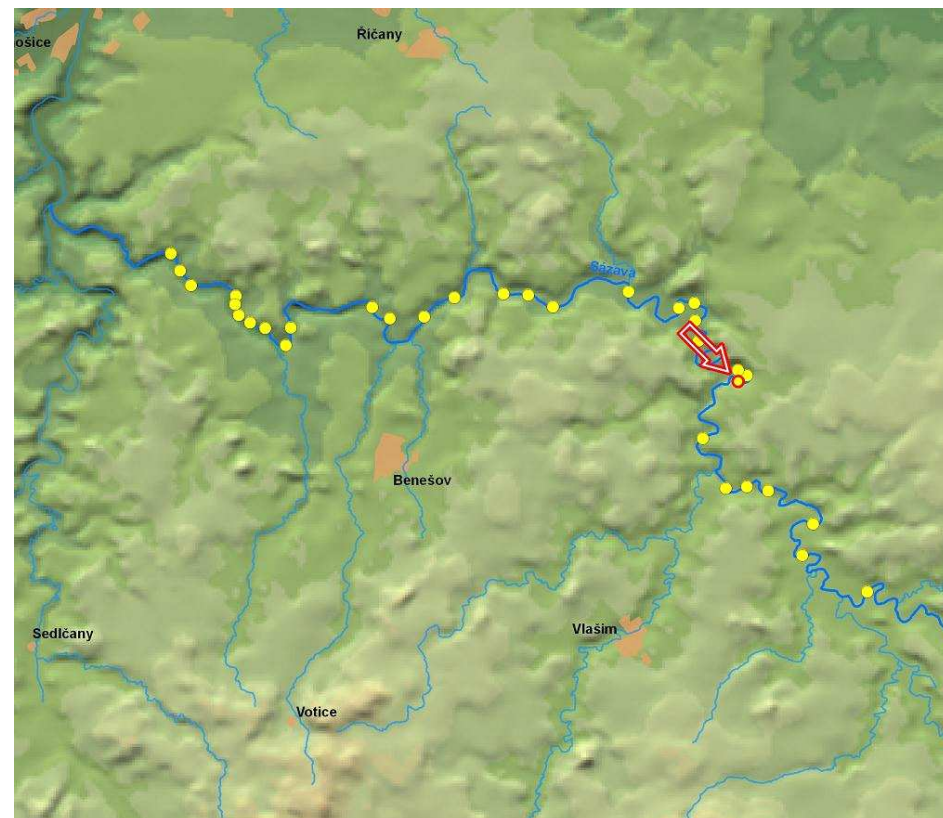 ošice
Říčany
Sázava
Benešov
Sedlčany
Vlašim
Votice